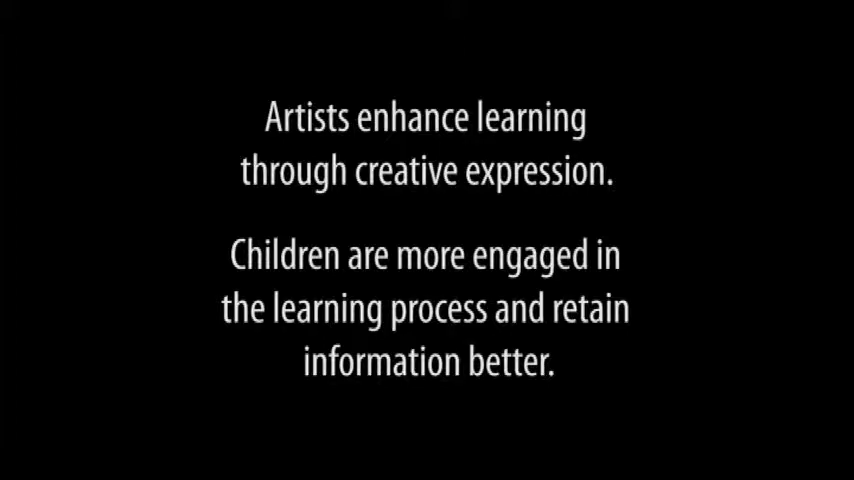 Artists enhance learning
through creative expression.
Children are more engaged in
the learning process and retain
information better.